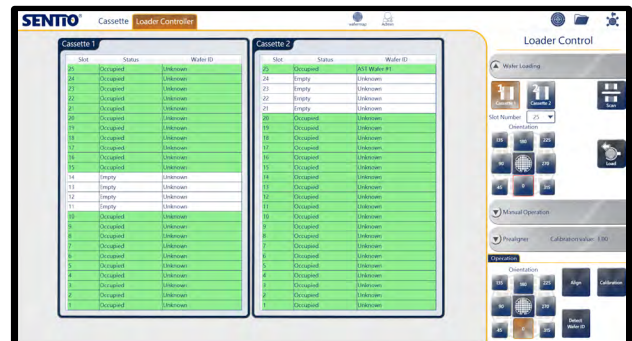 SENTIO® Cassette Loader Controller wafermap Admin
Loader Control
Cassette 1
Slot Status Wafer ID
25 Occupied Unknown
24 Occupied Unknown
23 Occupied Unknown
22 Occupied Unknown
21 Occupied Unknown
20 Occupied Unknown
19 Occupied Unknown
18 Occupied Unknown
17 Occupied Unknown
16 Occupied Unknown
15 Occupied Unknown
14 Empty Unknown
13 Empty Unknown
12 Empty Unknown
11 Empty Unknown
10 Occupied Unknown
9 Occupied Unknown
8 Occupied Unknown
7 Occupied Unknown
6 Occupied Unknown
5 Occupied Unknown
4 Occupied Unknown
3 Occupied Unknown
2 Occupied Unknown
1 Occupied Unknown
Cassette 2
Slot Status Wafer ID
25 Occupied AST Wafer #1
24 Empty Unknown
23 Empty Unknown
22 Empty Unknown
21 Empty Unknown
20 Occupied Unknown
19 Occupied Unknown
18 Occupied Unknown
17 Occupied Unknown
16 Occupied Unknown
15 Occupied Unknown
14 Occupied Unknown
13 Occupied Unknown
12 Occupied Unknown
11 Occupied Unknown
10 Occupied Unknown
9 Occupied Unknown
8 Occupied Unknown
7 Occupied Unknown
6 Occupied Unknown
5 Occupied Unknown
4 Occupied Unknown
3 Occupied Unknown
2 Occupied Unknown
1 Occupied Unknown
Wafer Loading
1 2
Cassette 1 Cassette 2 Scan
Slot Number 25
Orientation
180 225
90 270 Load
45 0 315
Manual Operation
Prealigner Calibration value:
Operation
Orientation
135 180 225 Align Calibration
90 270
45 0 315 Detect
Wafer ID